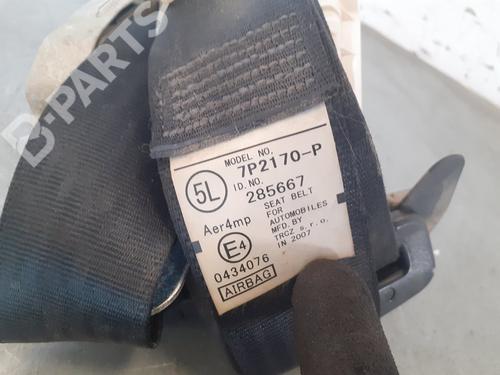 B-PARTS
MODEL NO.
7P2170-P
5L
ID.NO.
285667
Aer4mp
SEAT BELT
FOR
AUTOMOBILES
MFD.BY
TRCZ s.r.o.
IN 2007
E4
0434076
AIRBAG
B-PARTS